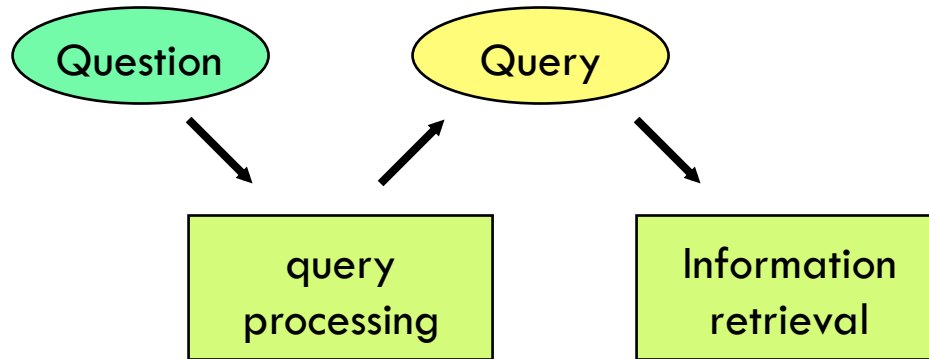 Question
Query
query
processing
Information
retrieval